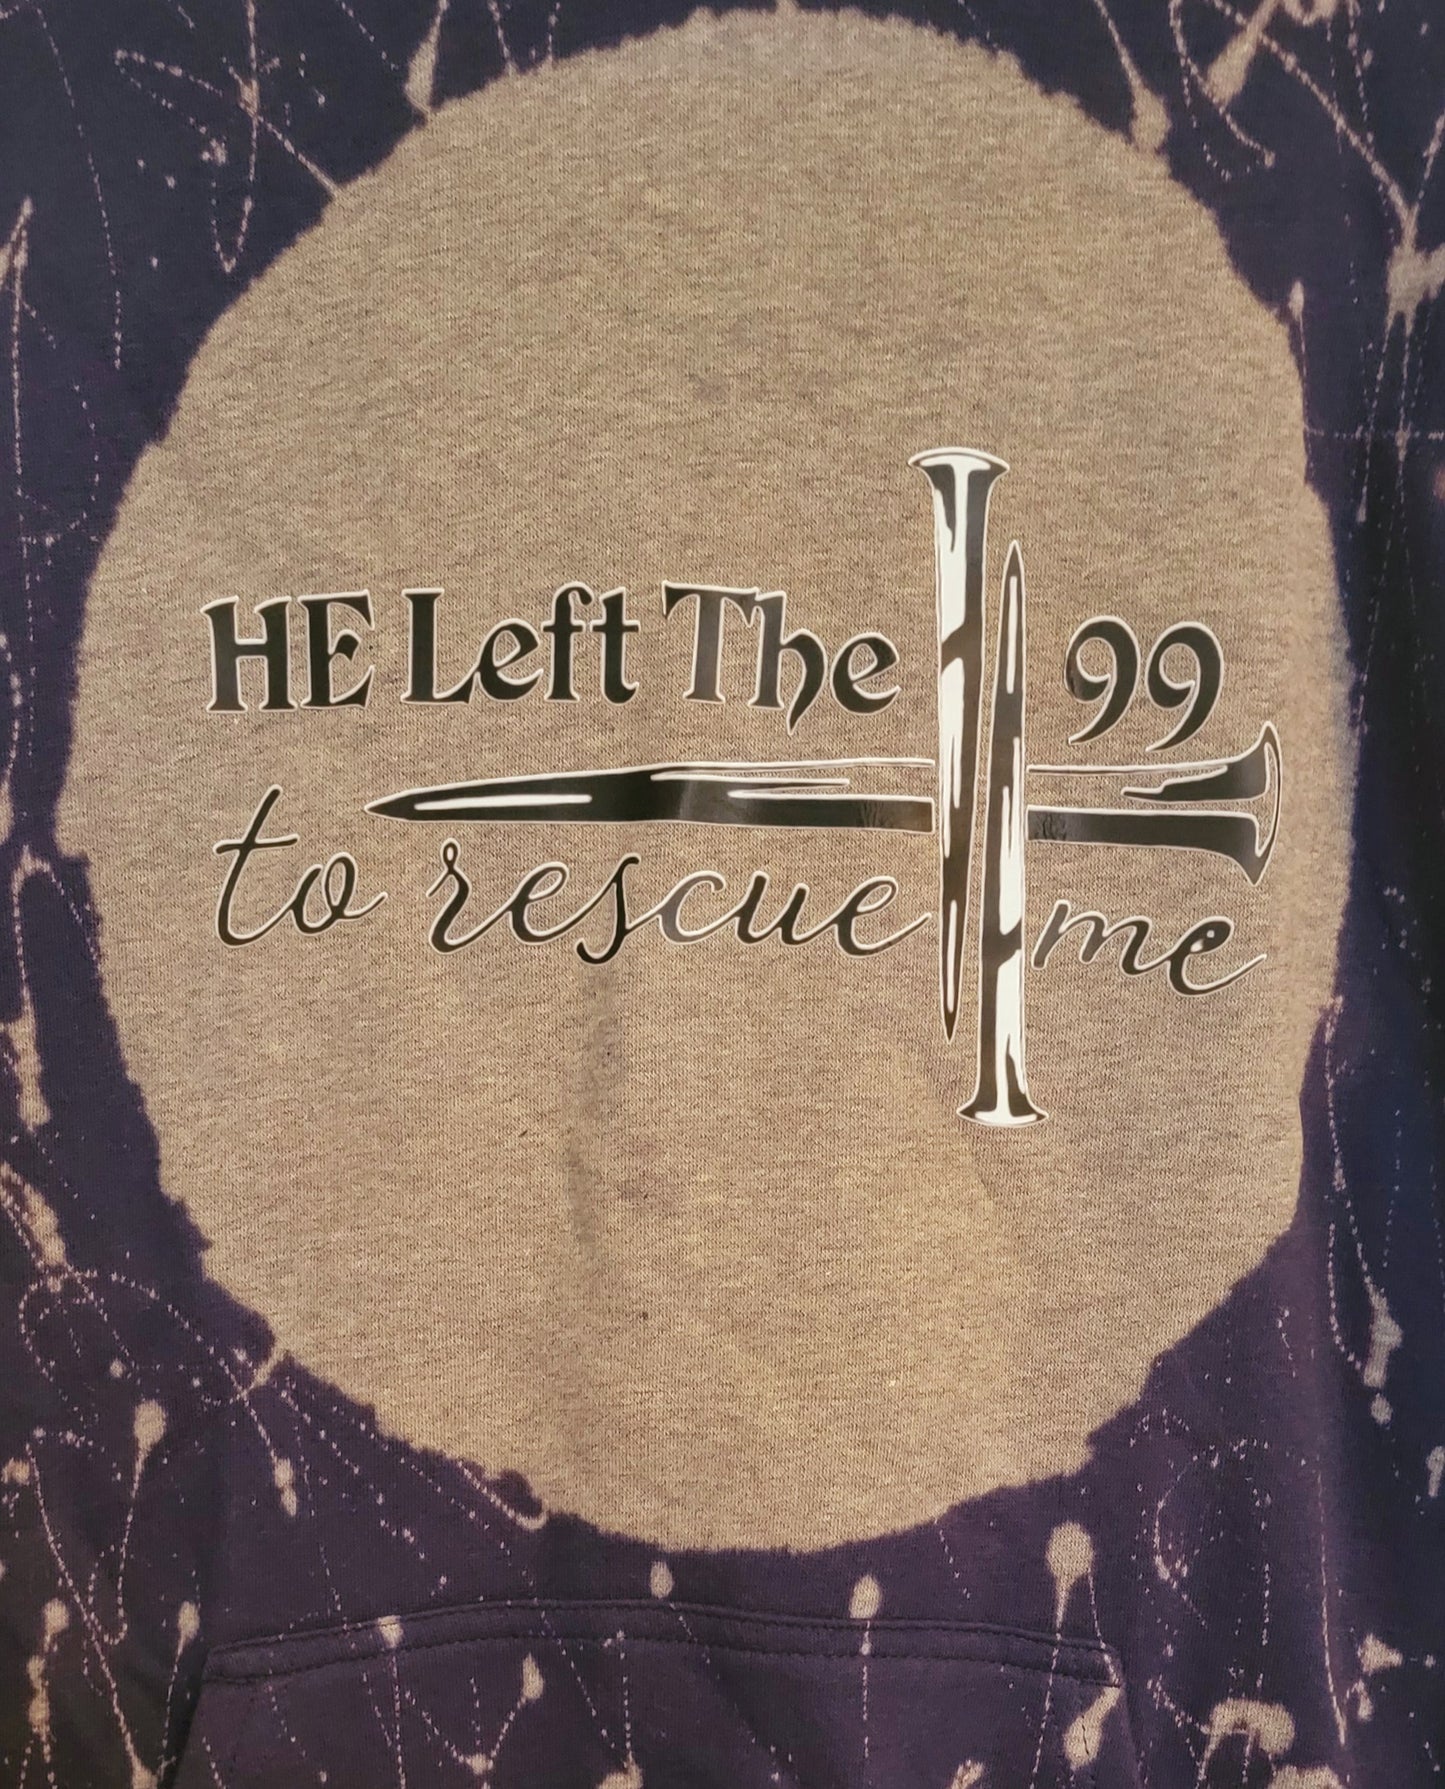 HE Left The 99
to rescue me